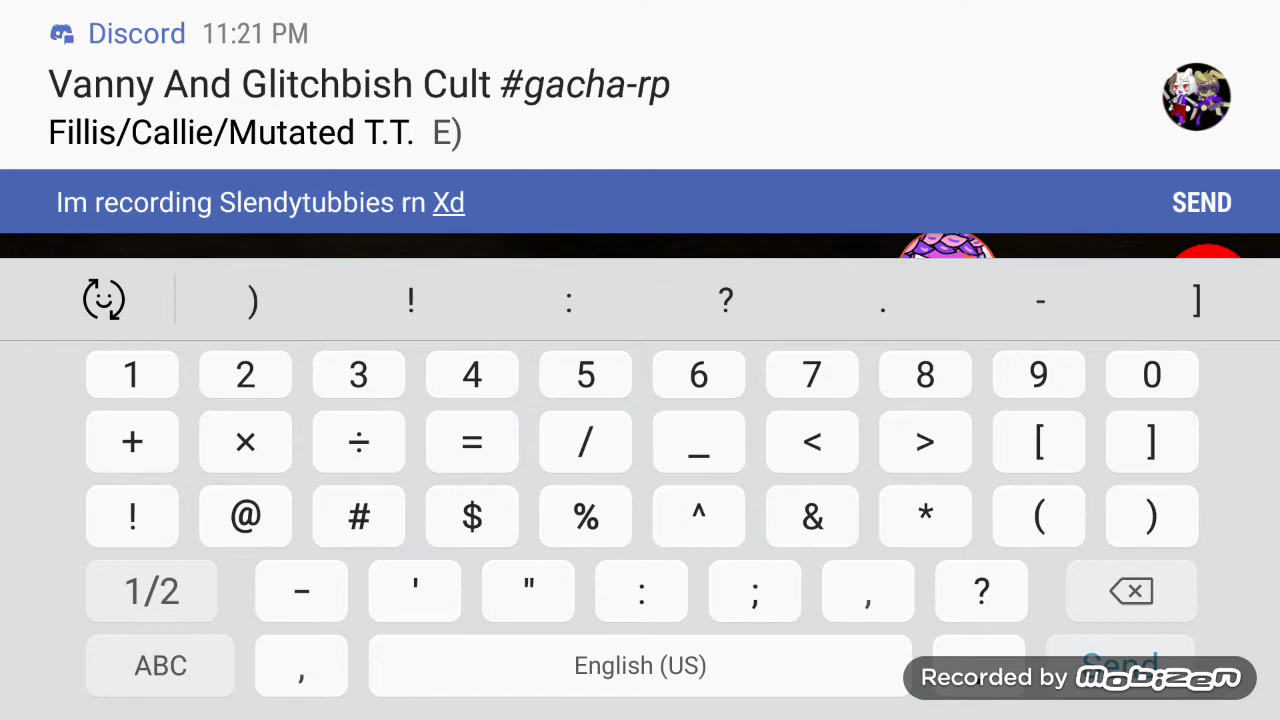 Discord 11:21 PM
Vanny And Glitchbish Cult #gacha-rp
Fillis/Callie/Mutated T.T. E)
Im recording Slendytubbies rn Xd SEND
) ! : ? . - ]
1 2 3 4 5 6 7 8 9 0
+ × ÷ = / _ < > [ ]
! @ # $ % ^ & * ( )
1/2 - ' " : ; , ?
ABC , English (US) Send
Recorded by mobizen